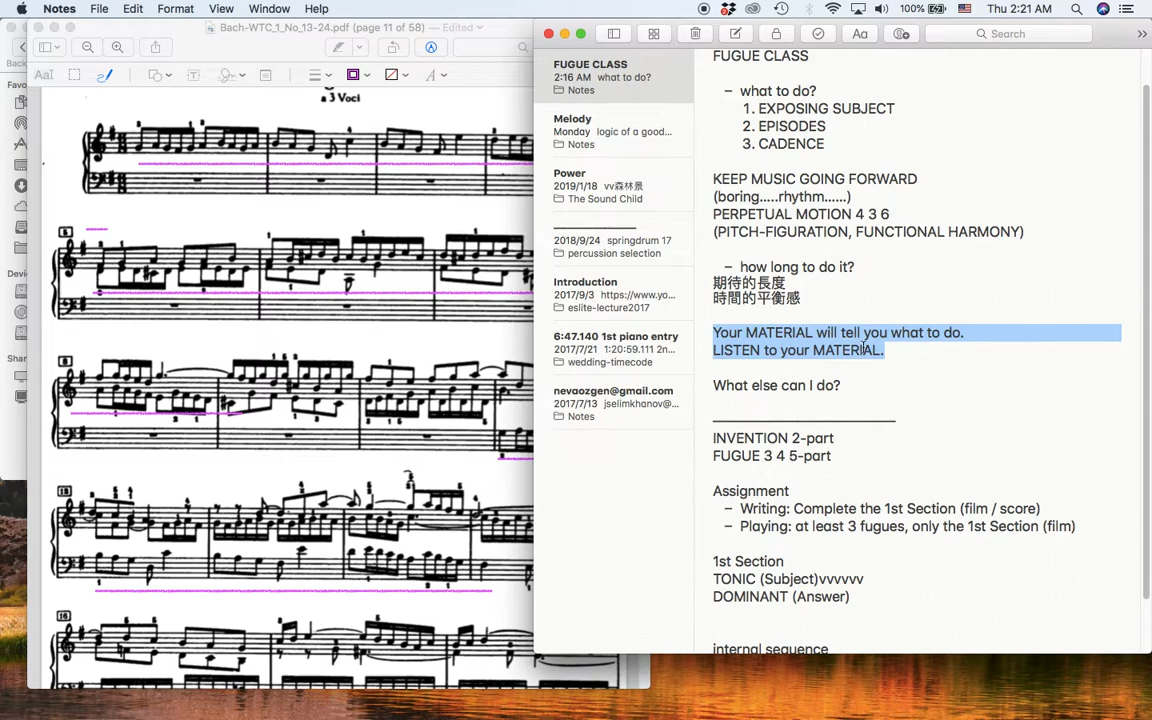 Notes File Edit Format View Window Help
100% Thu 2:21 AM
Bach-WTC_1_No_13-24.pdf (page 11 of 58) — Edited
Back
Favo
Devic
Shar
a 3 Voci
5
8
13
16
Search
FUGUE CLASS
2:16 AM what to do?
Notes
Melody
Monday logic of a good...
Notes
Power
2019/1/18 vv森林景
The Sound Child
2018/9/24 springdrum 17
percussion selection
Introduction
2017/9/3 https://www.yo...
eslite-lecture2017
6:47.140 1st piano entry
2017/7/21 1:20:59.111 2n...
wedding-timecode
nevaozgen@gmail.com
2017/7/13 jselimkhanov@...
Notes
FUGUE CLASS
– what to do?
1. EXPOSING SUBJECT
2. EPISODES
3. CADENCE
KEEP MUSIC GOING FORWARD
(boring.....rhythm......)
PERPETUAL MOTION 4 3 6
(PITCH-FIGURATION, FUNCTIONAL HARMONY)
– how long to do it?
期待的長度
時間的平衡感
Your MATERIAL will tell you what to do.
LISTEN to your MATERIAL.
What else can I do?
INVENTION 2-part
FUGUE 3 4 5-part
Assignment
– Writing: Complete the 1st Section (film / score)
– Playing: at least 3 fugues, only the 1st Section (film)
1st Section
TONIC (Subject)vvvvvv
DOMINANT (Answer)
internal sequence